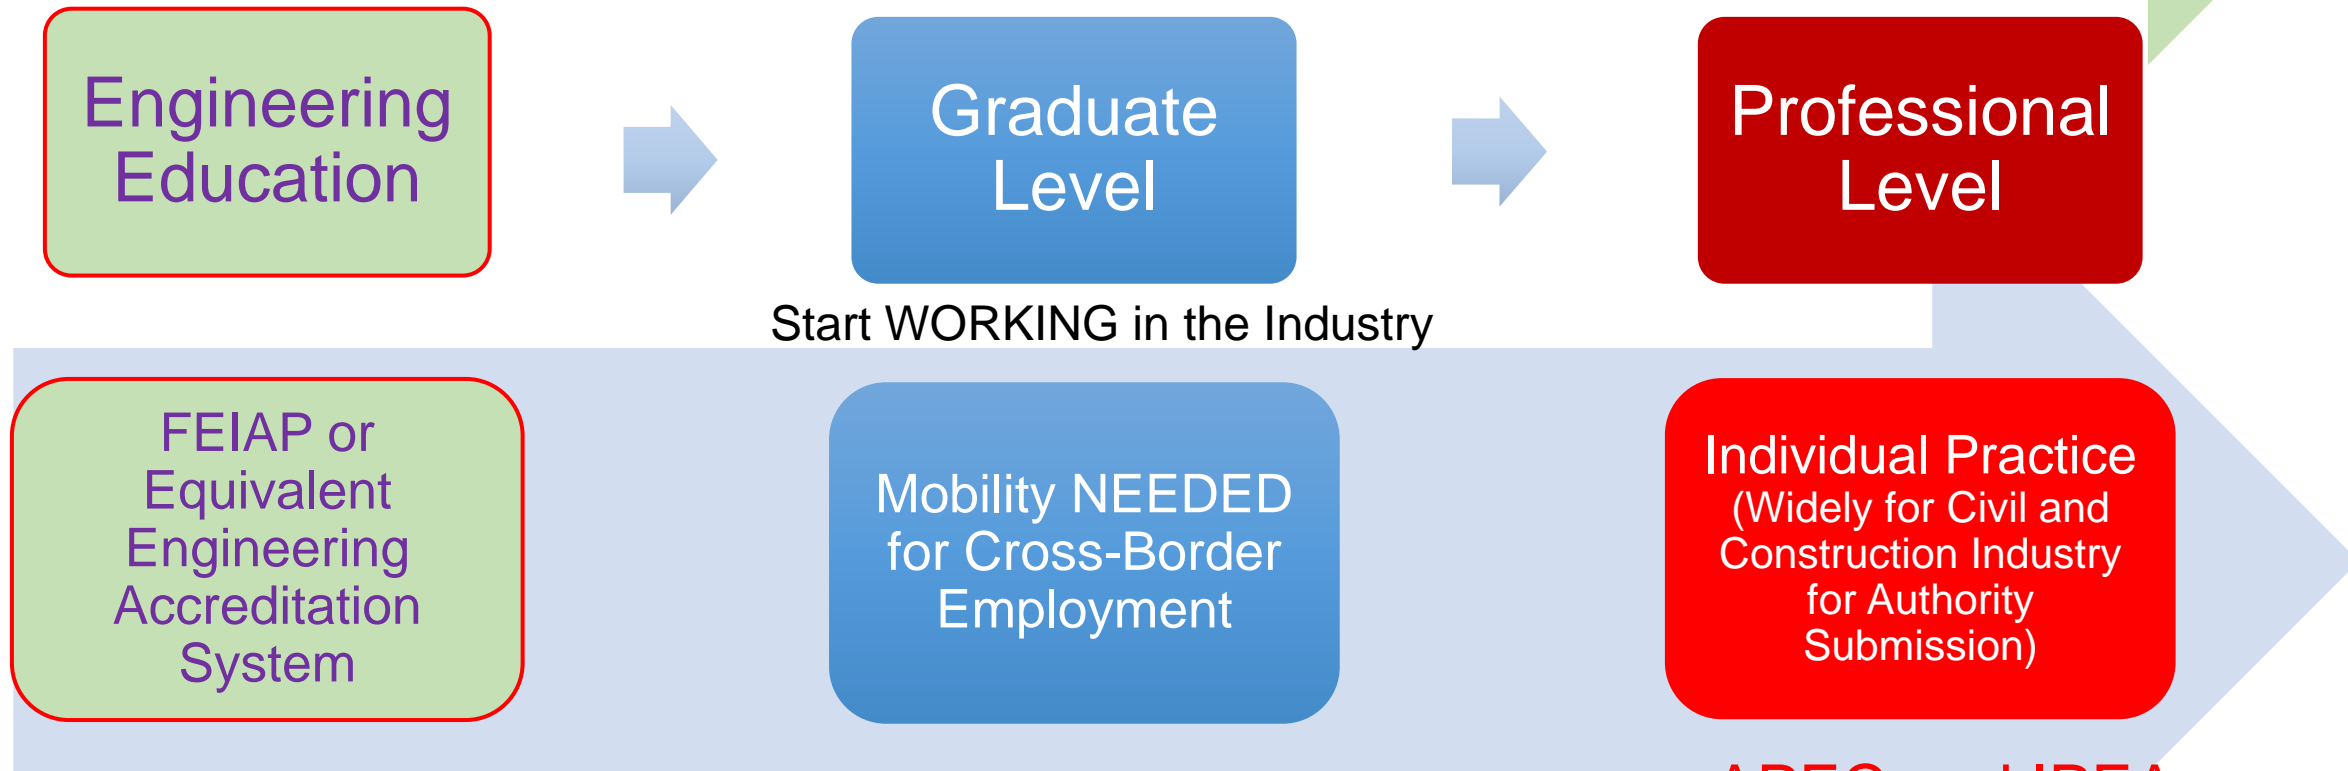 Engineering
Education
Graduate
Level
Professional
Level
Start WORKING in the Industry
FEIAP or
Equivalent
Engineering
Accreditation
System
Mobility NEEDED
for Cross-Border
Employment
Individual Practice
(Widely for Civil and
Construction Industry
for Authority
Submission)